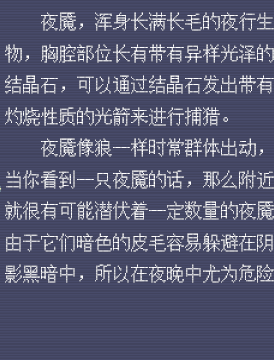 夜魇，浑身长满长毛的夜行生
物，胸腔部位长有带有异样光泽的
结晶石，可以通过结晶石发出带有
灼烧性质的光箭来进行捕猎。
夜魇像狼一样时常群体出动，
当你看到一只夜魇的话，那么附近
就很有可能潜伏着一定数量的夜魇
由于它们暗色的皮毛容易躲避在阴
影黑暗中，所以在夜晚中尤为危险